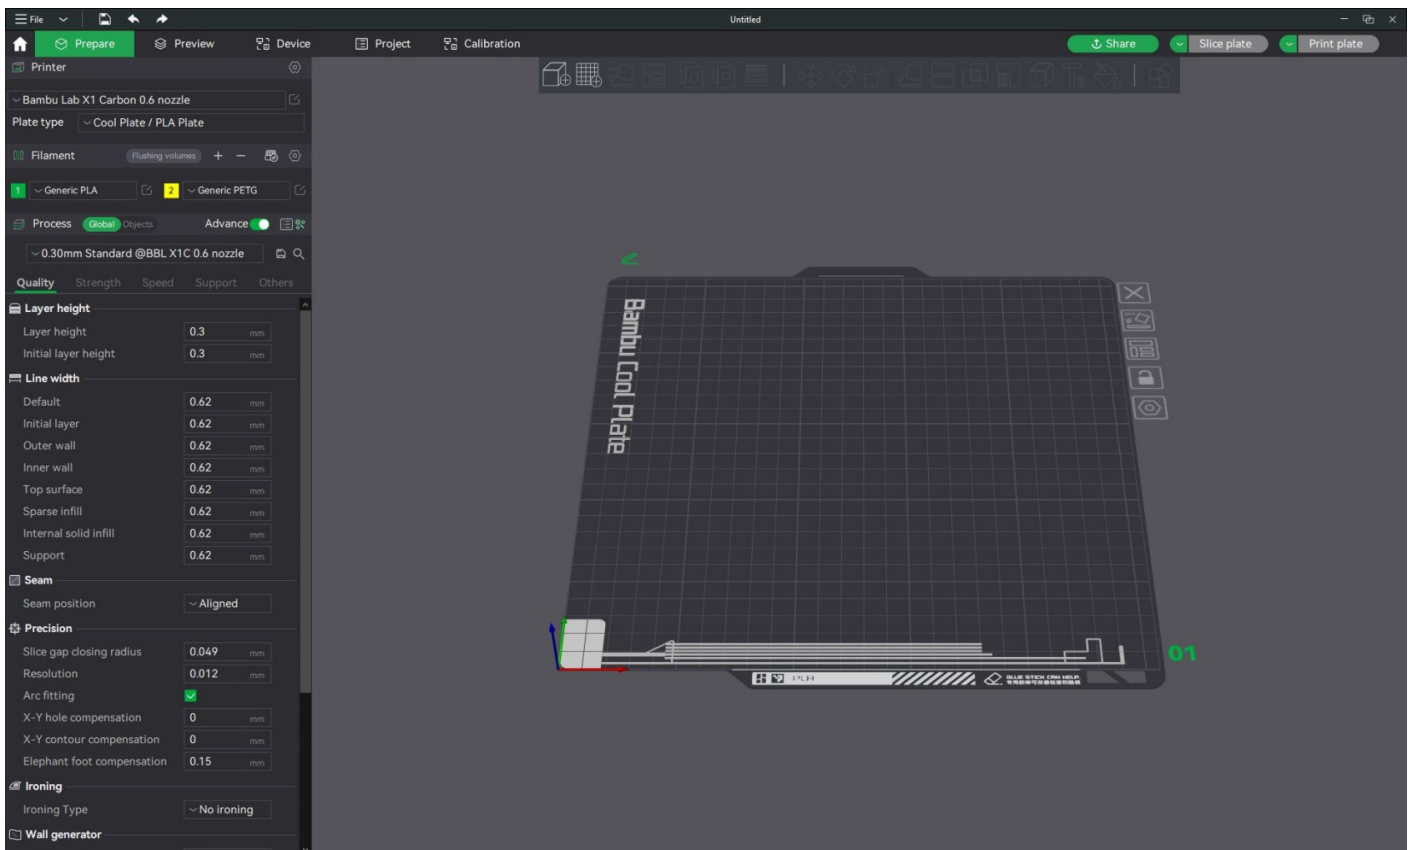 File
Untitled
Prepare
Preview
Device
Project
Calibration
Share
Slice plate
Print plate
Printer
Bambu Lab X1 Carbon 0.6 nozzle
Plate type
Cool Plate / PLA Plate
Filament
Flushing volumes
1 Generic PLA
2 Generic PETG
Process
Global Objects
Advance
0.30mm Standard @BBL X1C 0.6 nozzle
Quality Strength Speed Support Others
Layer height
Layer height 0.3 mm
Initial layer height 0.3 mm
Line width
Default 0.62 mm
Initial layer 0.62 mm
Outer wall 0.62 mm
Inner wall 0.62 mm
Top surface 0.62 mm
Sparse infill 0.62 mm
Internal solid infill 0.62 mm
Support 0.62 mm
Seam
Seam position Aligned
Precision
Slice gap closing radius 0.049 mm
Resolution 0.012 mm
Arc fitting
X-Y hole compensation 0 mm
X-Y contour compensation 0 mm
Elephant foot compensation 0.15 mm
Ironing
Ironing Type No ironing
Wall generator
Bambu Cool Plate
01
PLA
GLUE STICK CAN HELP.